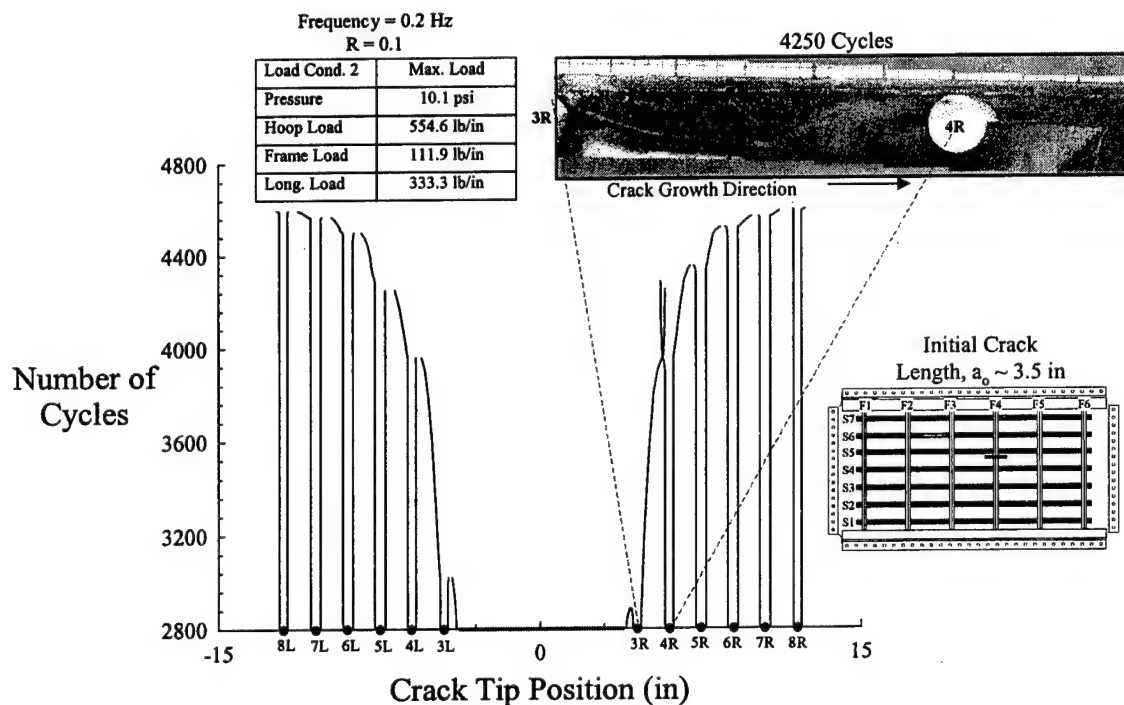 Frequency = 0.2 Hz
R = 0.1
Load Cond. 2 Max. Load
Pressure 10.1 psi
Hoop Load 554.6 lb/in
Frame Load 111.9 lb/in
Long. Load 333.3 lb/in
4250 Cycles
3R
4R
Crack Growth Direction
4800
4400
4000
3600
3200
2800
Number of
Cycles
Initial Crack
Length, aₒ ~ 3.5 in
F1 F2 F3 F4 F5 F6
S7
S6
S5
S4
S3
S2
S1
8L 7L 6L 5L 4L 3L 3R 4R 5R 6R 7R 8R
-15 0 15
Crack Tip Position (in)